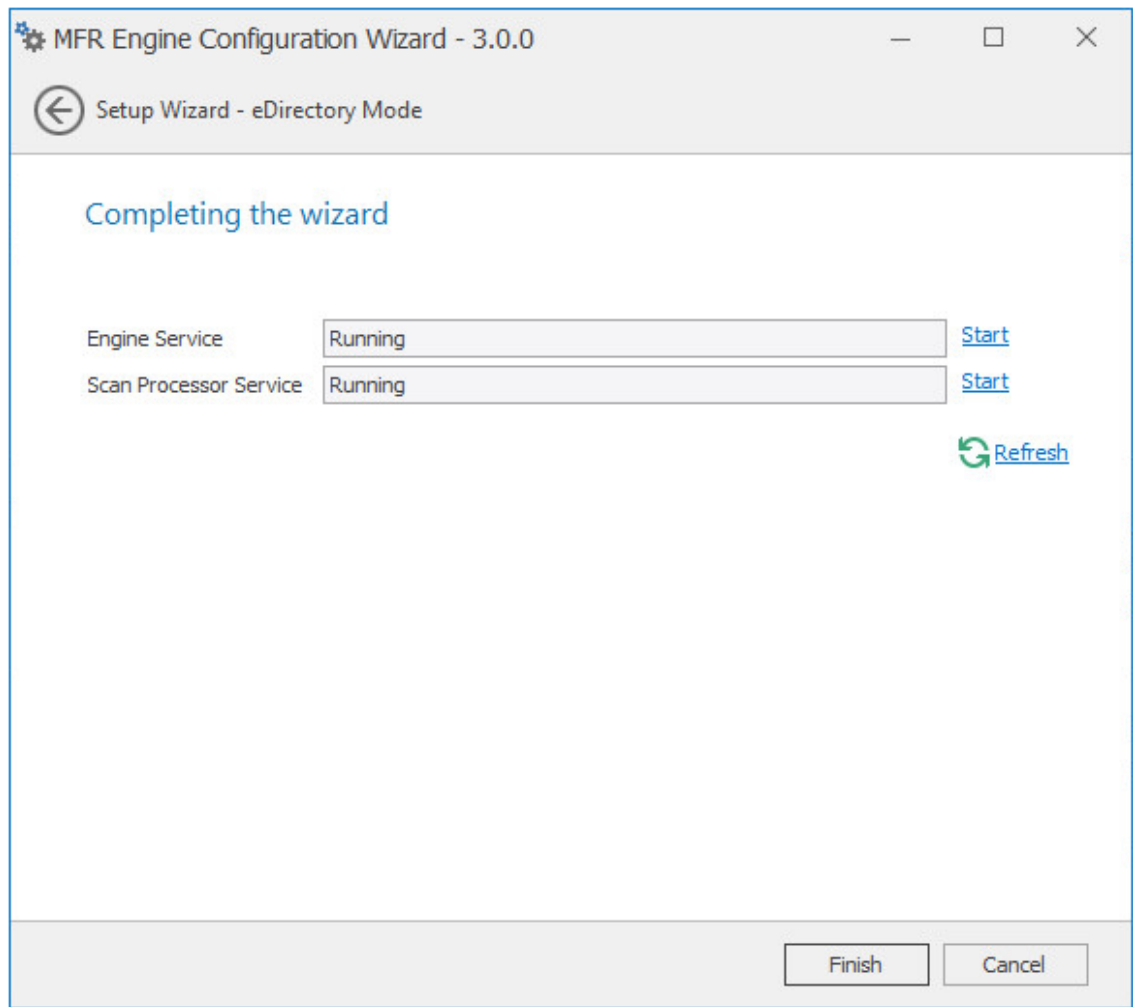 MFR Engine Configuration Wizard - 3.0.0
Setup Wizard - eDirectory Mode
Completing the wizard
Engine Service Running Start
Scan Processor Service Running Start
Refresh
Finish Cancel